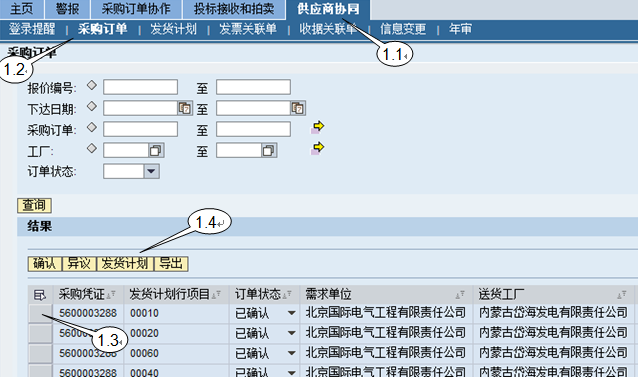 主页 警报 采购订单协作 投标接收和拍卖 供应商协同
登录提醒 | 采购订单 | 发货计划 | 发票关联单 | 收据关联单 | 信息变更 | 年审
1.1
1.2
采购订单
报价编号: 至
下达日期: 至
采购订单: 至
工厂: 至
订单状态:
查询
结果
1.4
确认 异议 发货计划 导出
采购凭证 发货计划行项目 订单状态 需求单位 送货工厂
5600003288 00010 已确认 北京国际电气工程有限责任公司 内蒙古岱海发电有限责任公司
1.3
00020 已确认 北京国际电气工程有限责任公司 内蒙古岱海发电有限责任公司
5600003288 00060 已确认 北京国际电气工程有限责任公司 内蒙古岱海发电有限责任公司
5600003288 00040 已确认 北京国际电气工程有限责任公司 内蒙古岱海发电有限责任公司